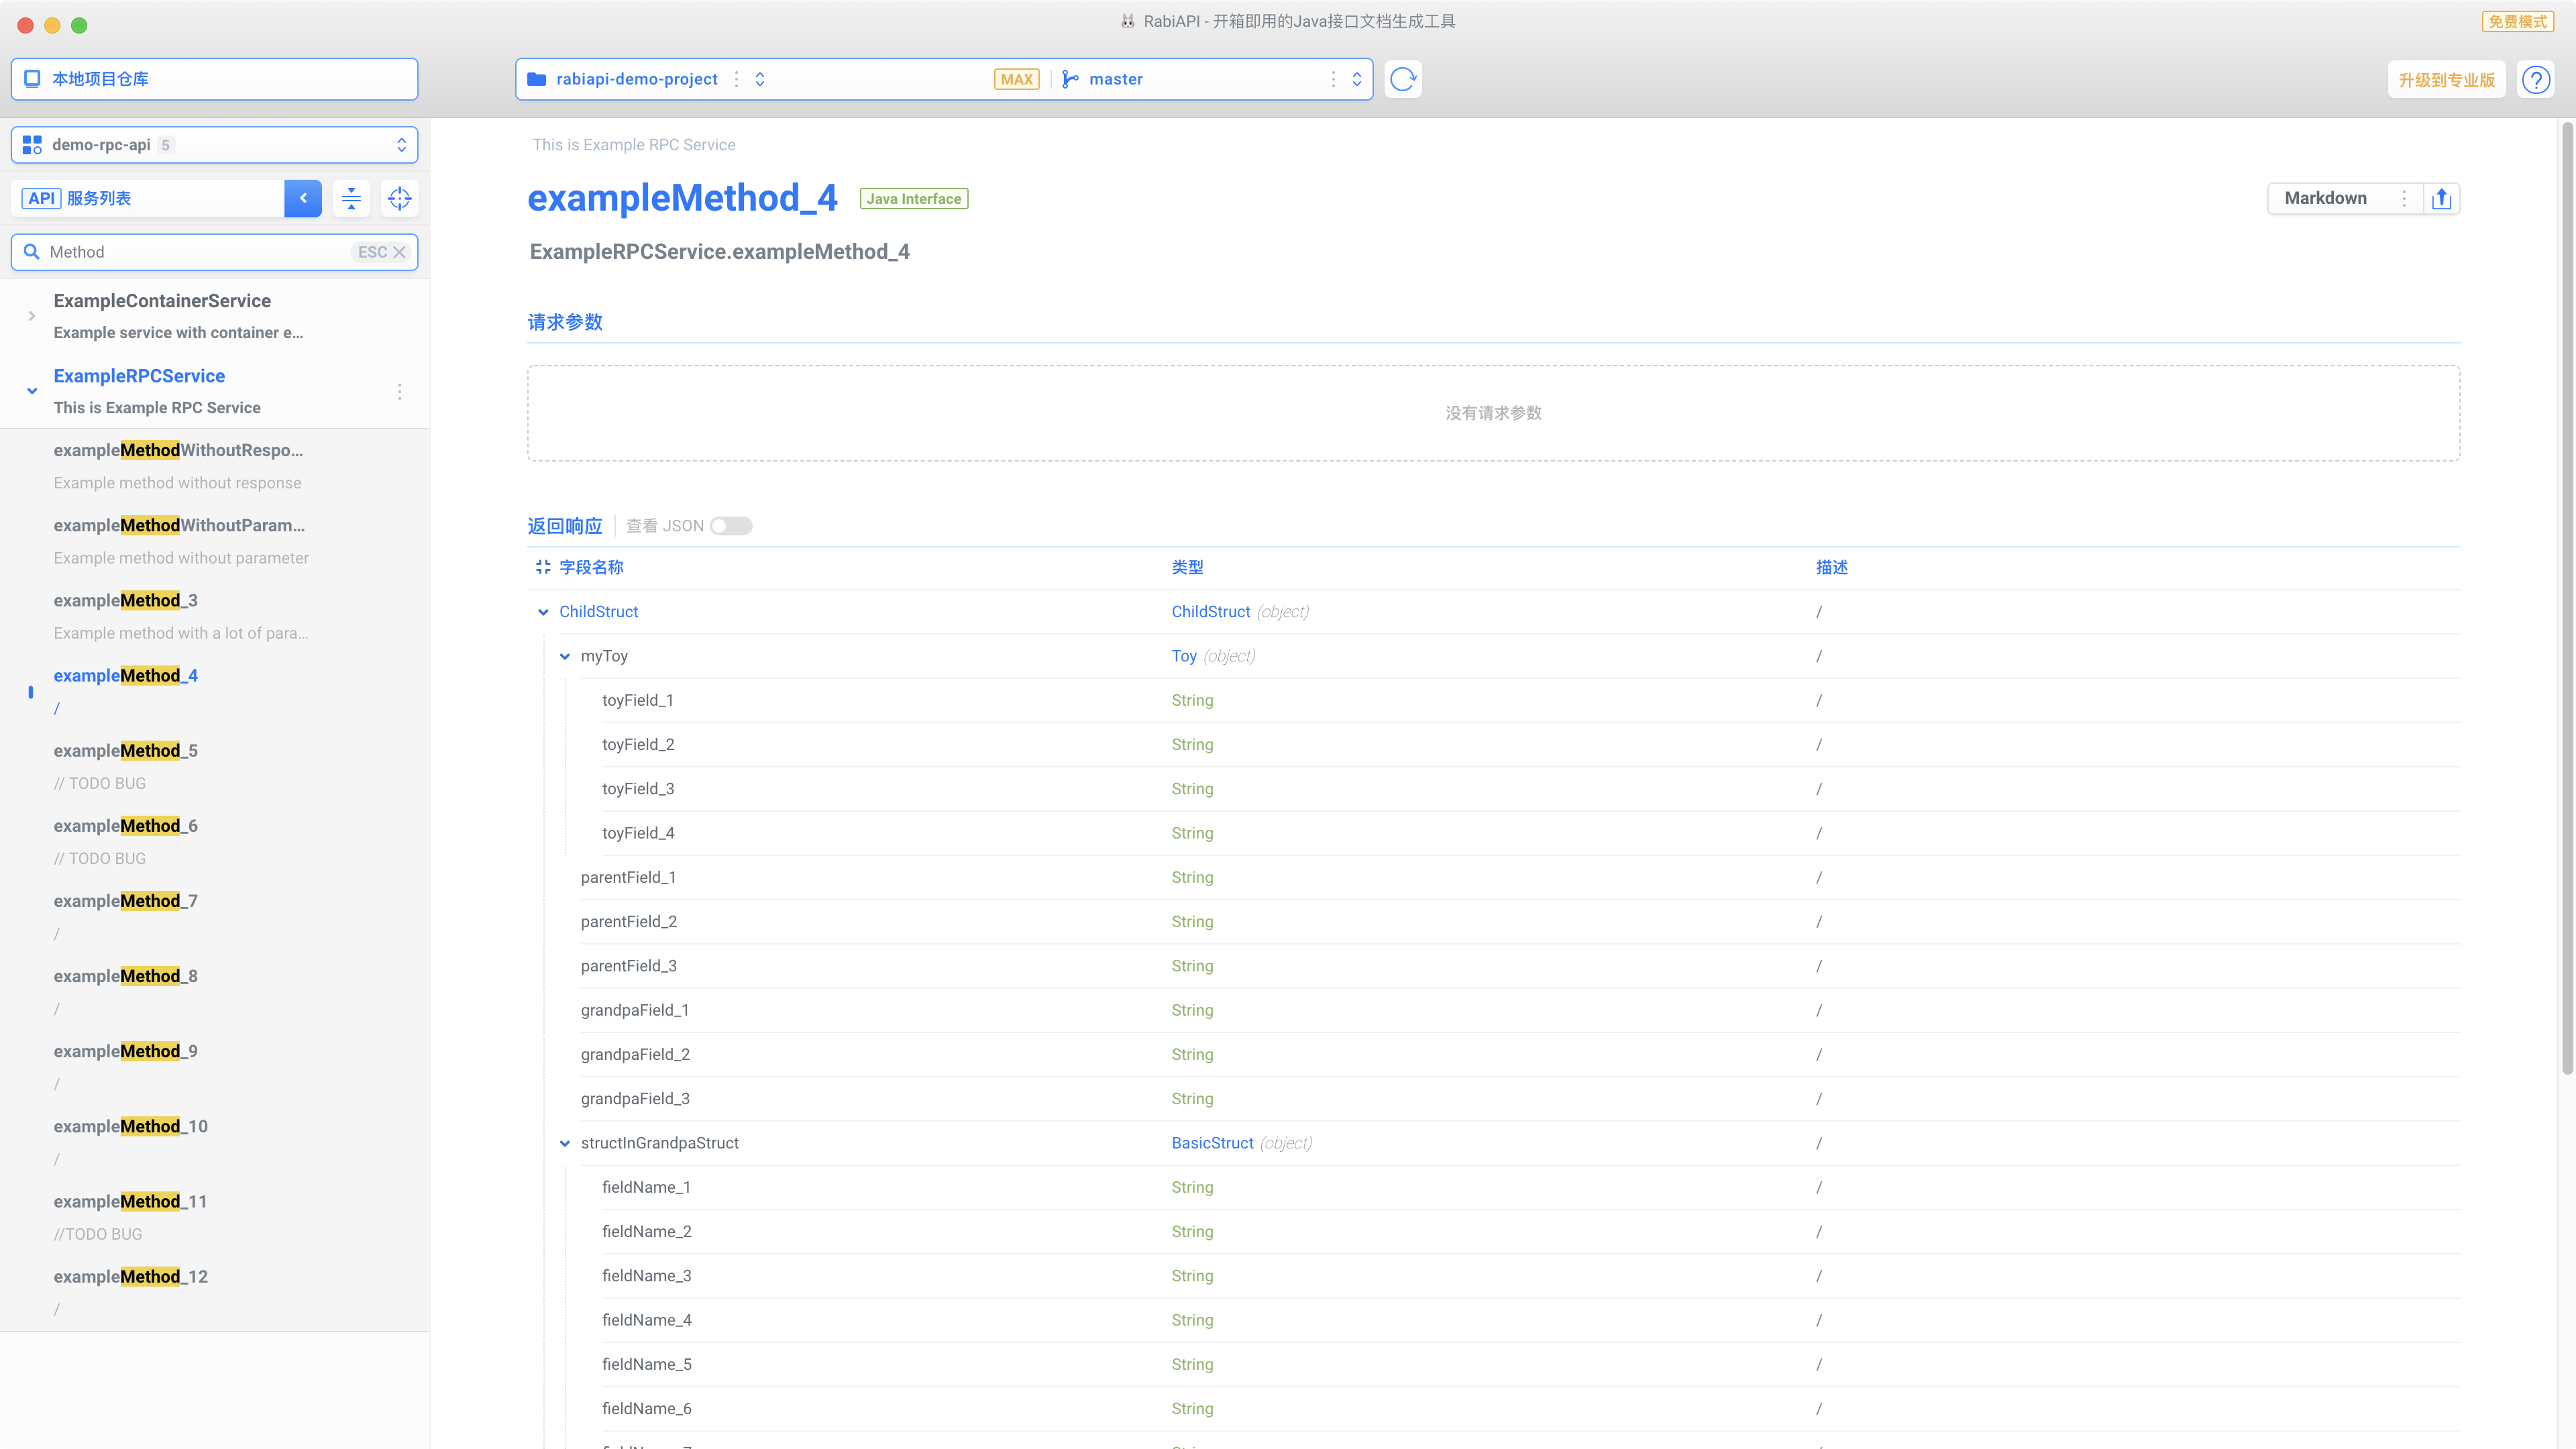 RabiAPI - 开箱即用的Java接口文档生成工具
免费模式
本地项目仓库
rabiapi-demo-project
MAX
master
升级到专业版
demo-rpc-api 5
API 服务列表
Method
ESC
ExampleContainerService
Example service with container e...
ExampleRPCService
This is Example RPC Service
exampleMethodWithoutRespo...
Example method without response
exampleMethodWithoutParam...
Example method without parameter
exampleMethod_3
Example method with a lot of para...
exampleMethod_4
/
exampleMethod_5
// TODO BUG
exampleMethod_6
// TODO BUG
exampleMethod_7
/
exampleMethod_8
/
exampleMethod_9
/
exampleMethod_10
/
exampleMethod_11
//TODO BUG
exampleMethod_12
/
This is Example RPC Service
exampleMethod_4 Java Interface
Markdown
ExampleRPCService.exampleMethod_4
请求参数
没有请求参数
返回响应 查看 JSON
字段名称 类型 描述
ChildStruct ChildStruct (object) /
myToy Toy (object) /
toyField_1 String /
toyField_2 String /
toyField_3 String /
toyField_4 String /
parentField_1 String /
parentField_2 String /
parentField_3 String /
grandpaField_1 String /
grandpaField_2 String /
grandpaField_3 String /
structInGrandpaStruct BasicStruct (object) /
fieldName_1 String /
fieldName_2 String /
fieldName_3 String /
fieldName_4 String /
fieldName_5 String /
fieldName_6 String /